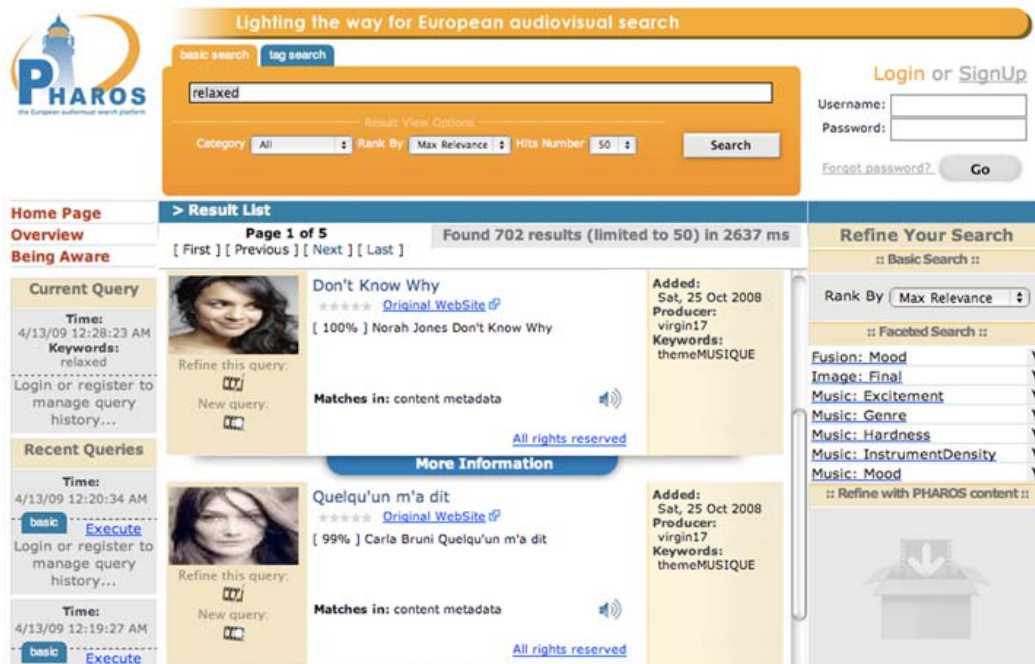 PHAROS
the European audiovisual search platform
Lighting the way for European audiovisual search
basic search
tag search
relaxed
Result View Options
Category All Rank By Max Relevance Hits Number 50
Search
Login or SignUp
Username:
Password:
Forgot password? Go
Home Page
Overview
Being Aware
Current Query
Time:
4/13/09 12:28:23 AM
Keywords:
relaxed
Login or register to
manage query
history...
Recent Queries
Time:
4/13/09 12:20:34 AM
basic
Execute
Login or register to
manage query
history...
Time:
4/13/09 12:19:27 AM
basic
Execute
> Result List
Page 1 of 5
[ First ] [ Previous ] [ Next ] [ Last ]
Found 702 results (limited to 50) in 2637 ms
Don't Know Why
Original WebSite
[ 100% ] Norah Jones Don't Know Why
Refine this query:
New query:
Matches in: content metadata
All rights reserved
Added:
Sat, 25 Oct 2008
Producer:
virgin17
Keywords:
themeMUSIQUE
More Information
Quelqu'un m'a dit
Original WebSite
[ 99% ] Carla Bruni Quelqu'un m'a dit
Refine this query:
New query:
Matches in: content metadata
All rights reserved
Added:
Sat, 25 Oct 2008
Producer:
virgin17
Keywords:
themeMUSIQUE
Refine Your Search
:: Basic Search ::
Rank By Max Relevance
:: Faceted Search ::
Fusion: Mood
Image: Final
Music: Excitement
Music: Genre
Music: Hardness
Music: InstrumentDensity
Music: Mood
:: Refine with PHAROS content ::